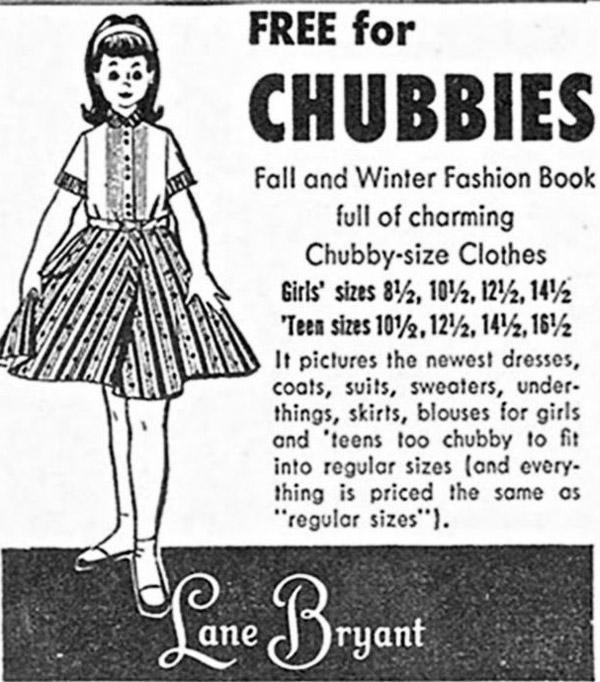 FREE for
CHUBBIES
Fall and Winter Fashion Book
full of charming
Chubby-size Clothes
Girls' sizes 8½, 10½, 12½, 14½
'Teen sizes 10½, 12½, 14½, 16½
It pictures the newest dresses,
coats, suits, sweaters, under-
things, skirts, blouses for girls
and 'teens too chubby to fit
into regular sizes (and every-
thing is priced the same as
"regular sizes").
Lane Bryant